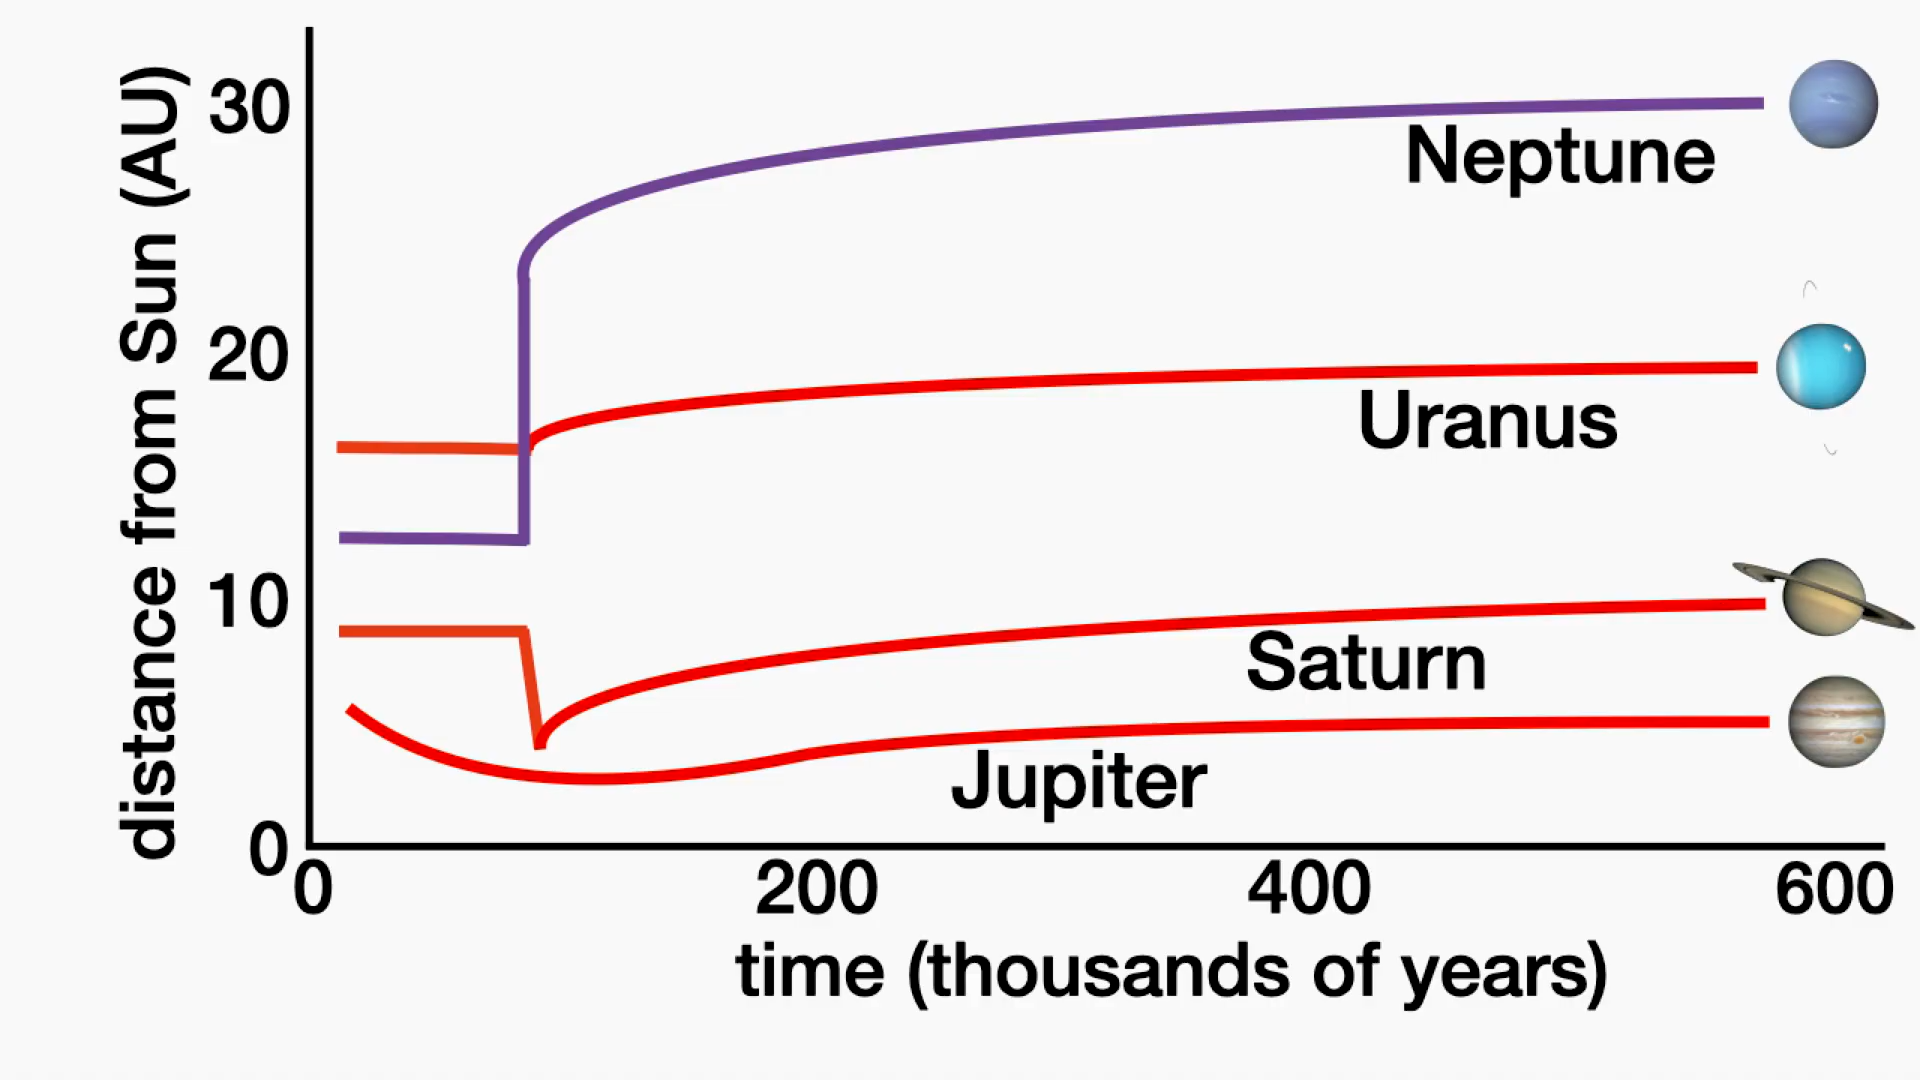 distance from Sun (AU)
30
20
10
0
Neptune
Uranus
Saturn
Jupiter
0 200 400 600
time (thousands of years)